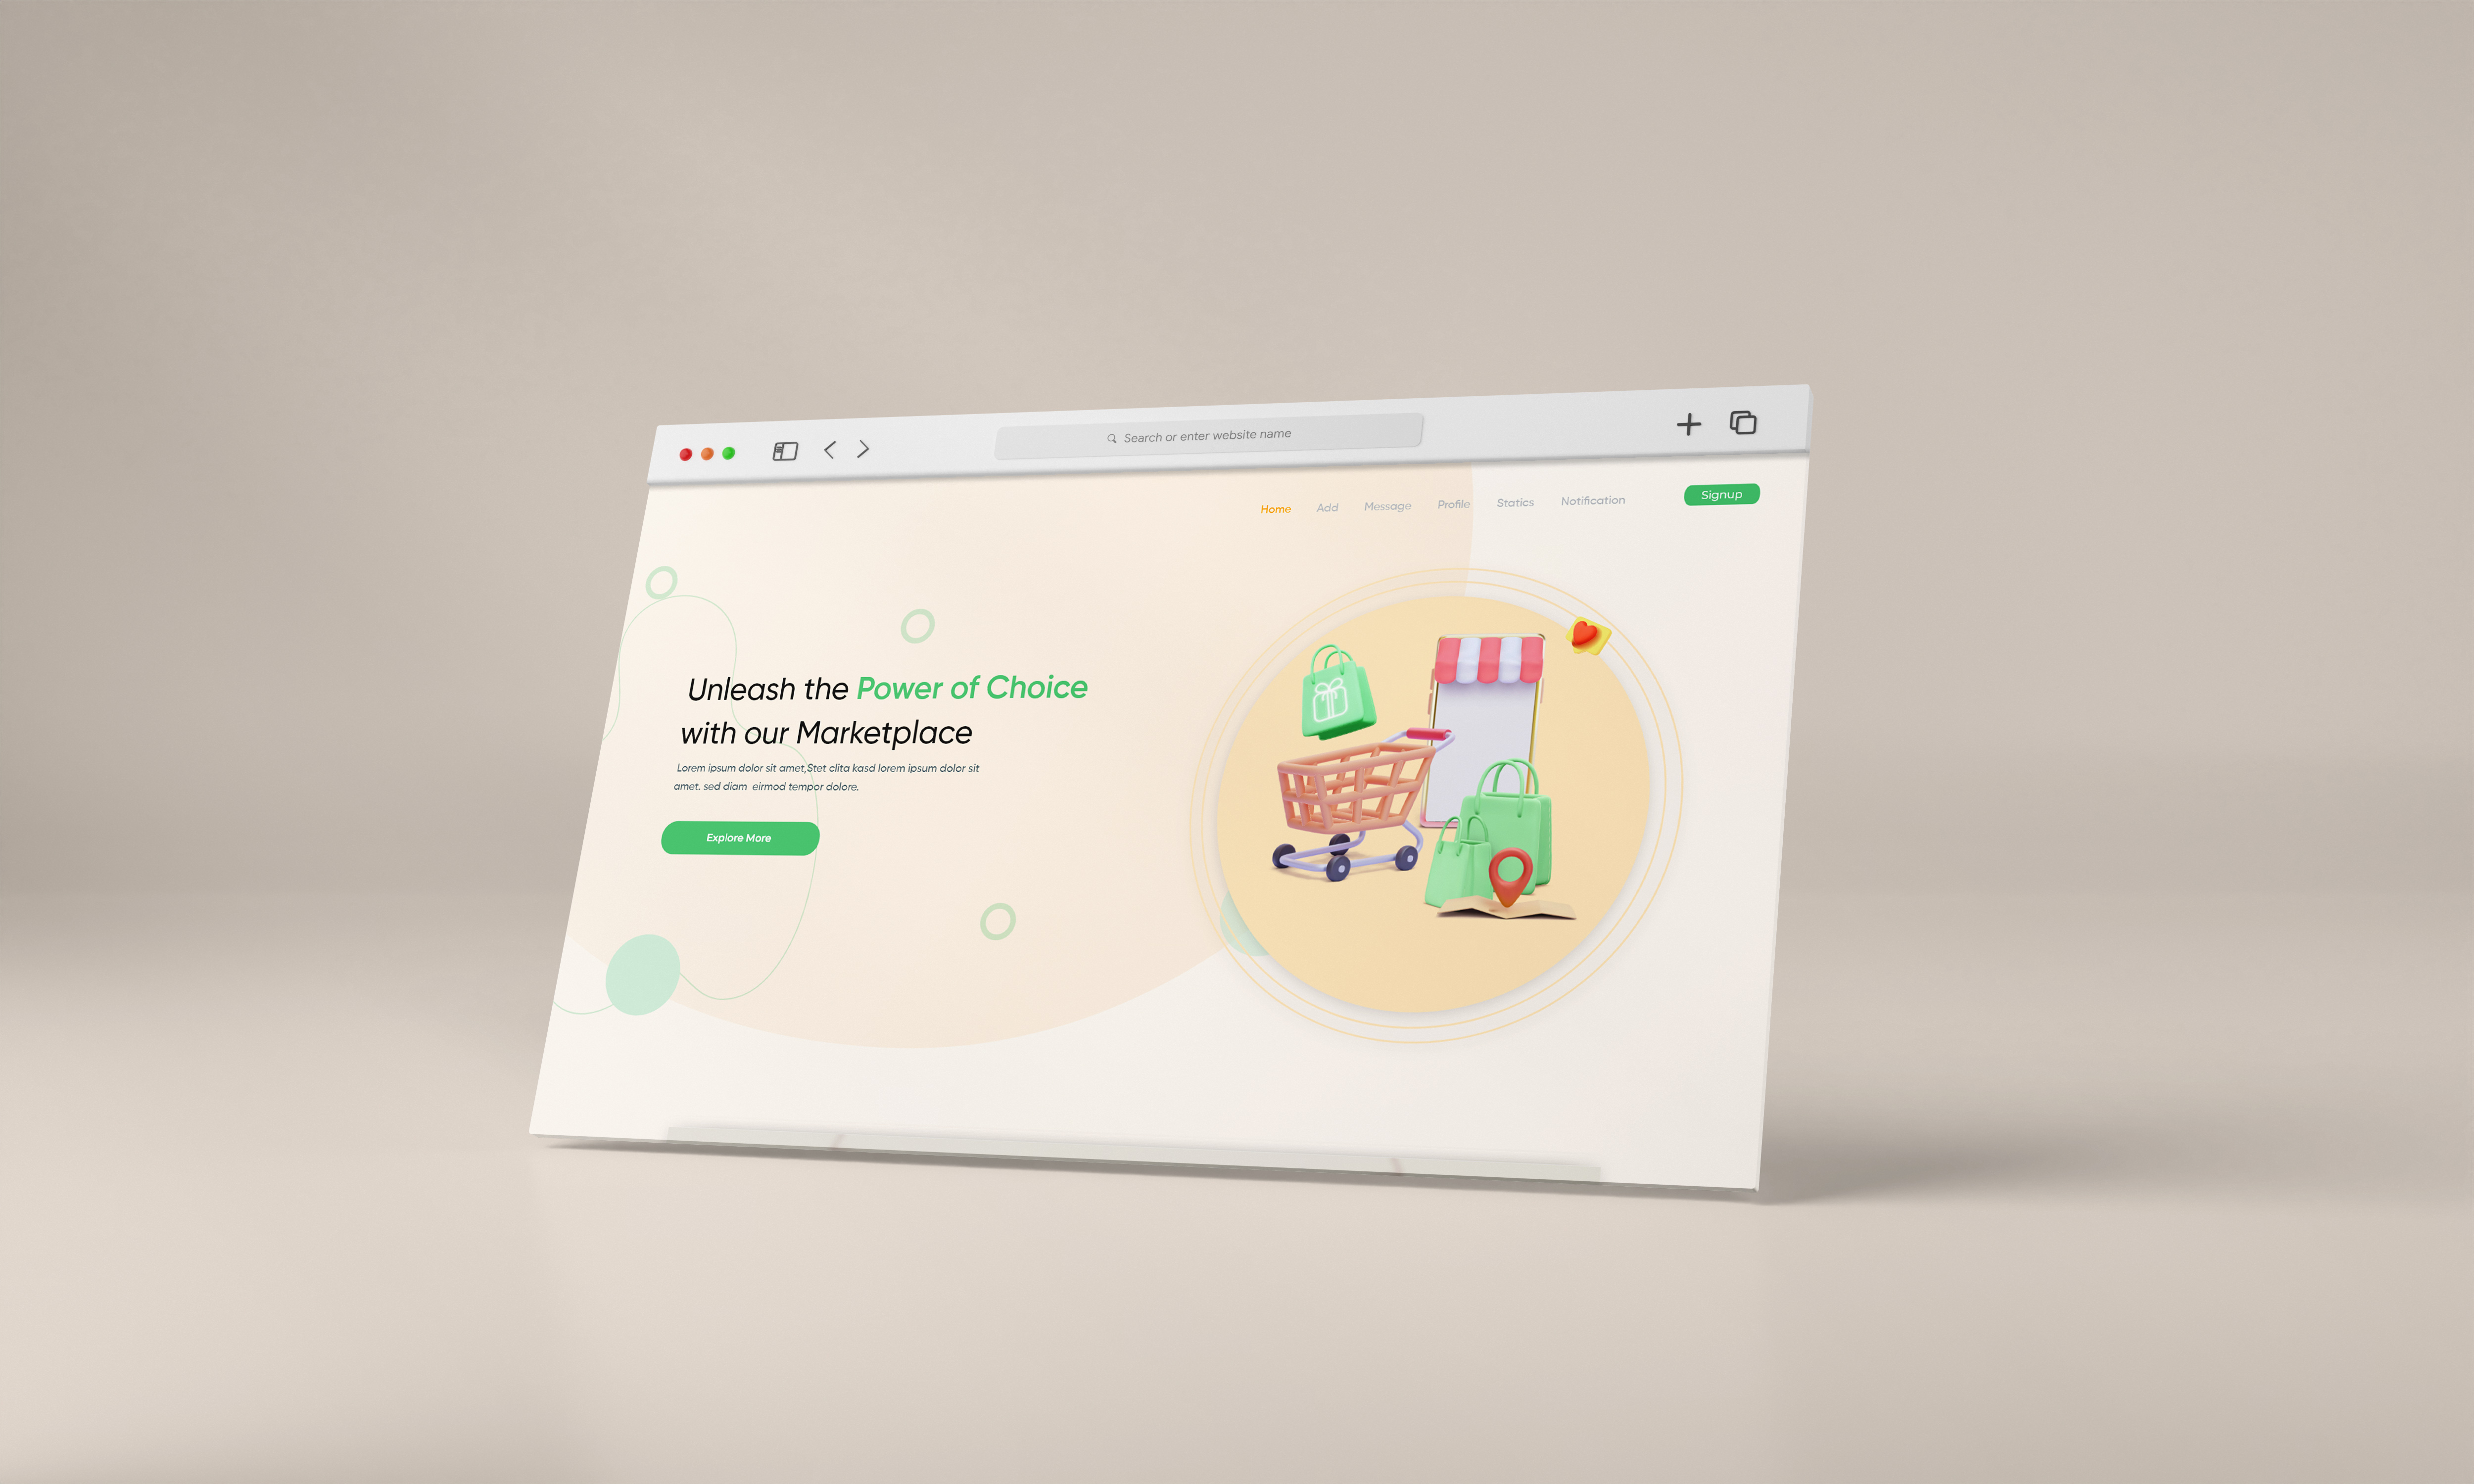 Search or enter website name
Home Add Message Profile Statics Notification Signup
Unleash the Power of Choice
with our Marketplace
Lorem ipsum dolor sit amet,Stet clita kasd lorem ipsum dolor sit
amet. sed diam  eirmod tempor dolore.
Explore More